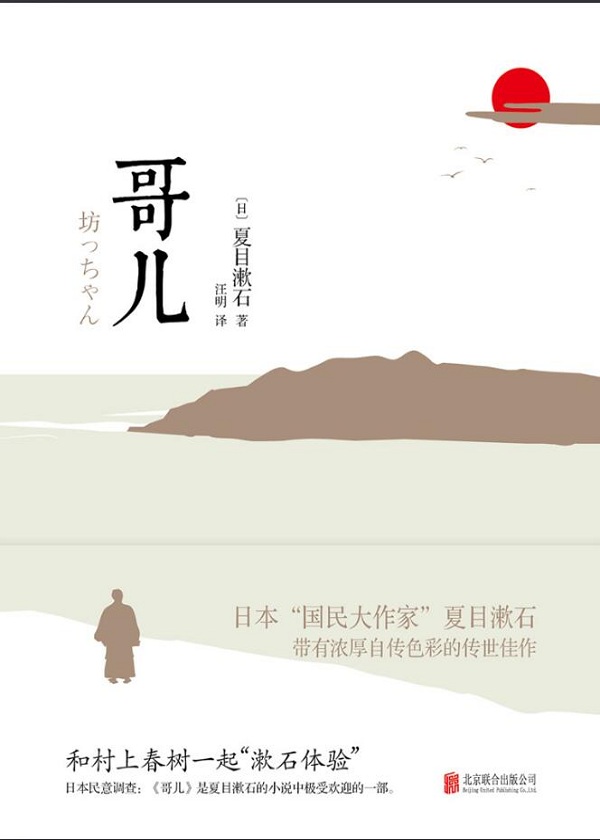 哥儿
坊っちゃん
〔日〕夏目漱石 著
汪明 译
日本“国民大作家”夏目漱石
带有浓厚自传色彩的传世佳作
和村上春树一起“漱石体验”
日本民意调查：《哥儿》是夏目漱石的小说中极受欢迎的一部。
北京联合出版公司
Beijing United Publishing Co.,Ltd.